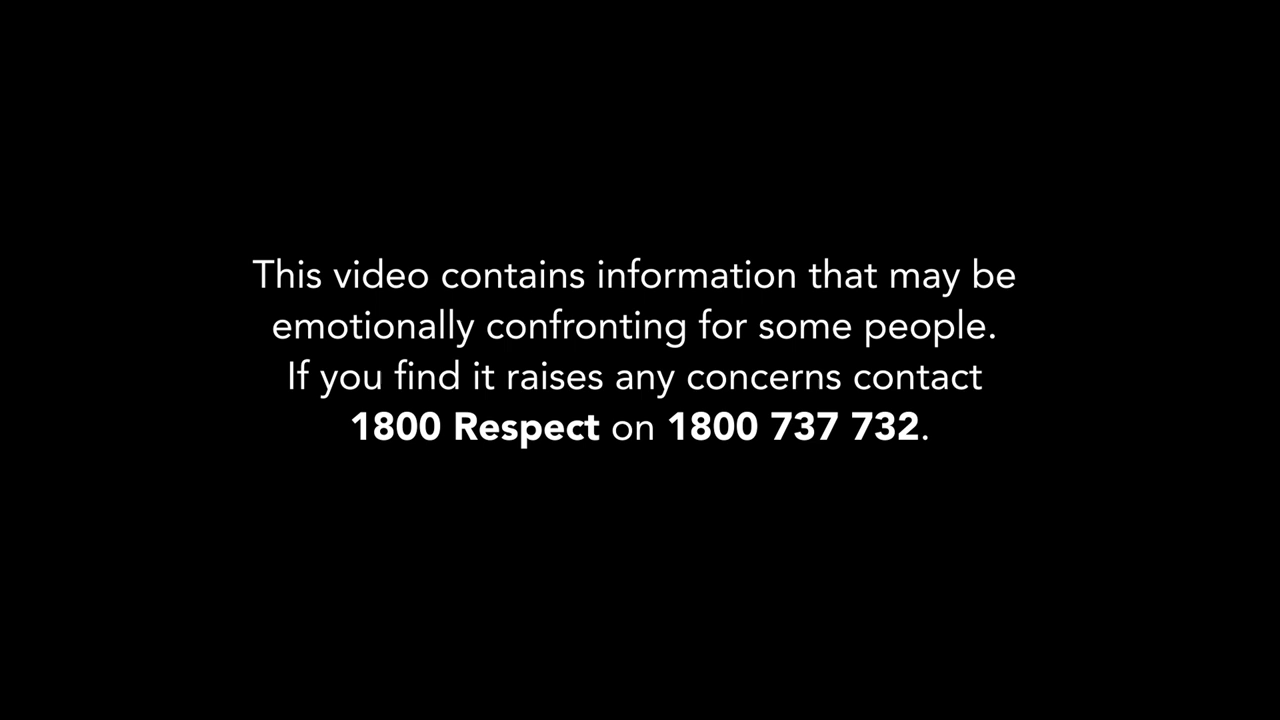 This video contains information that may be
emotionally confronting for some people.
If you find it raises any concerns contact
1800 Respect on 1800 737 732.